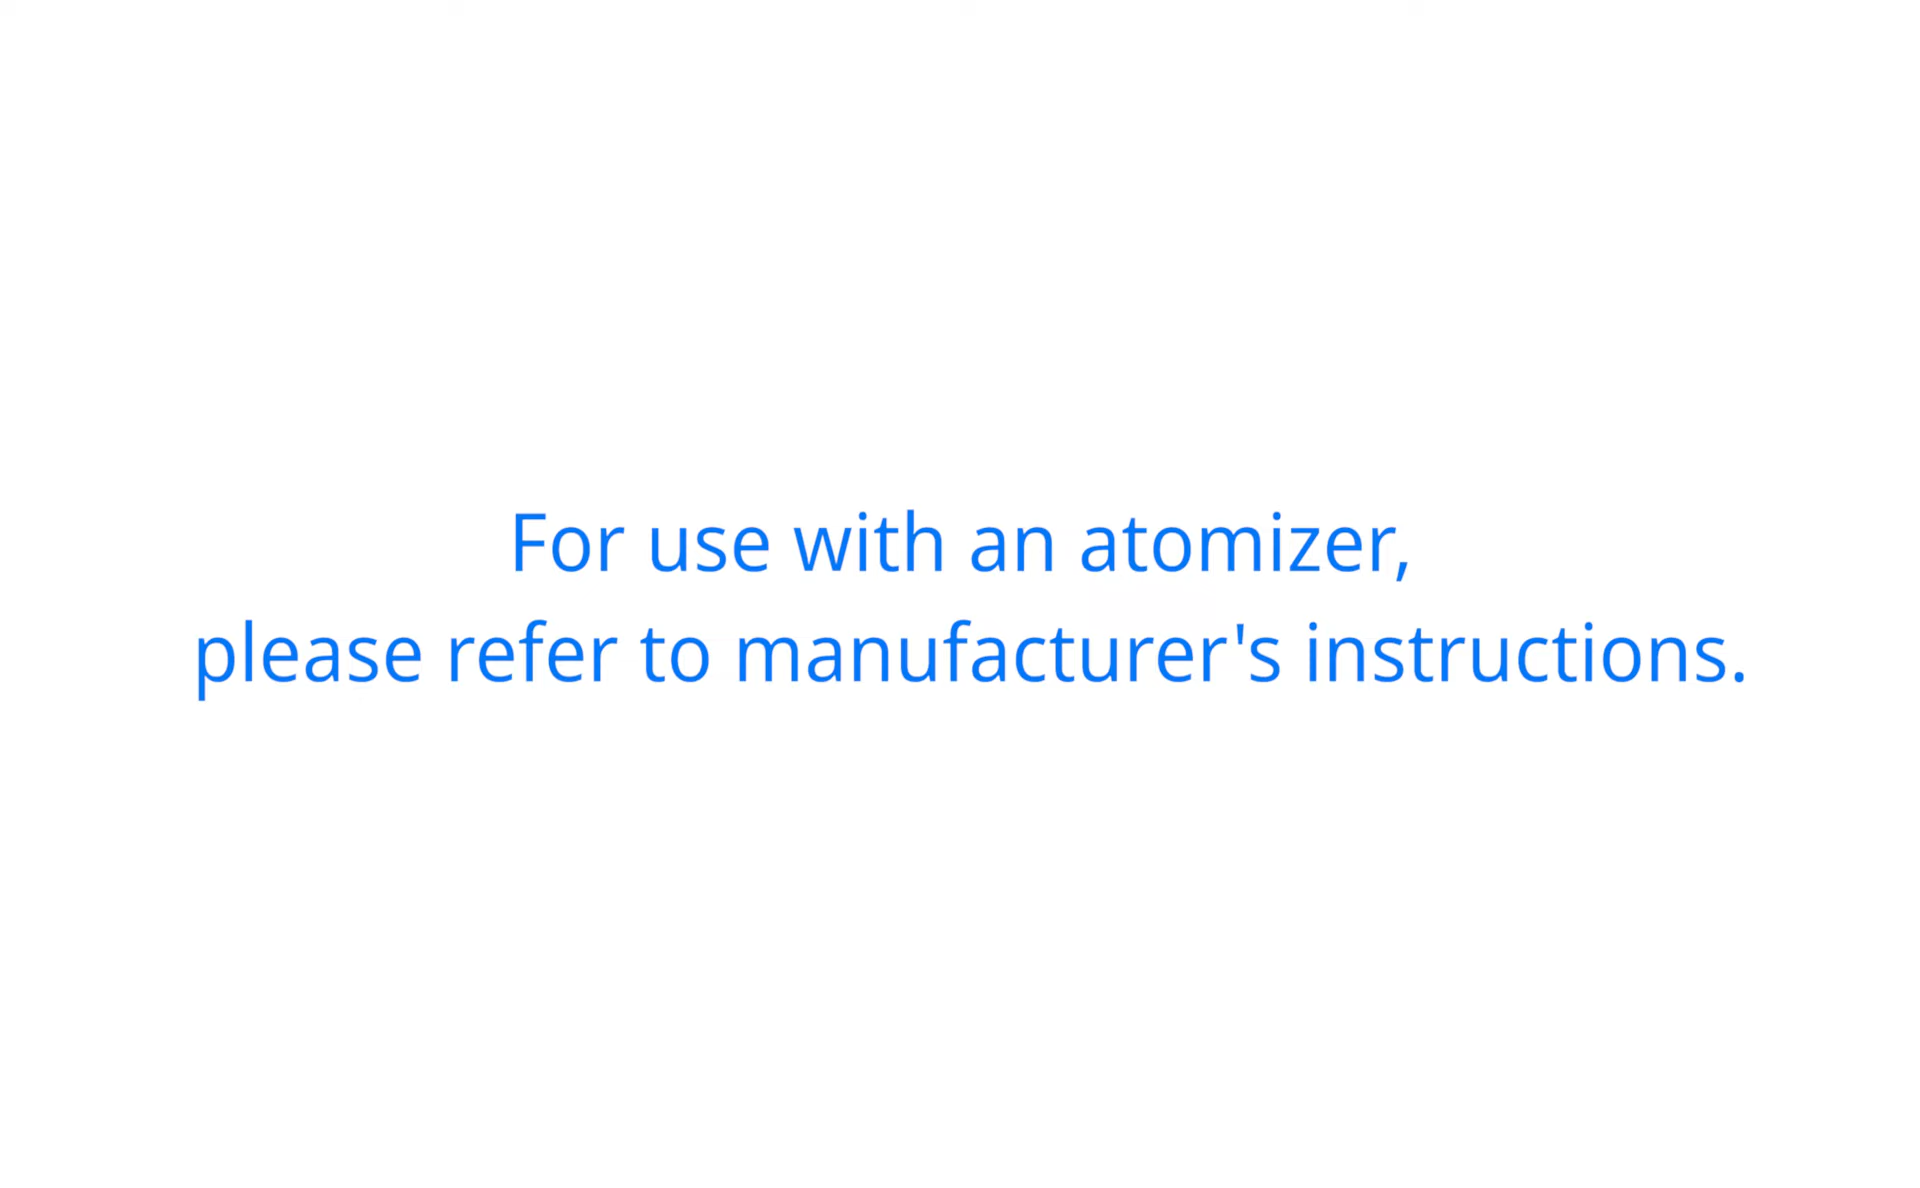 For use with an atomizer,
please refer to manufacturer's instructions.